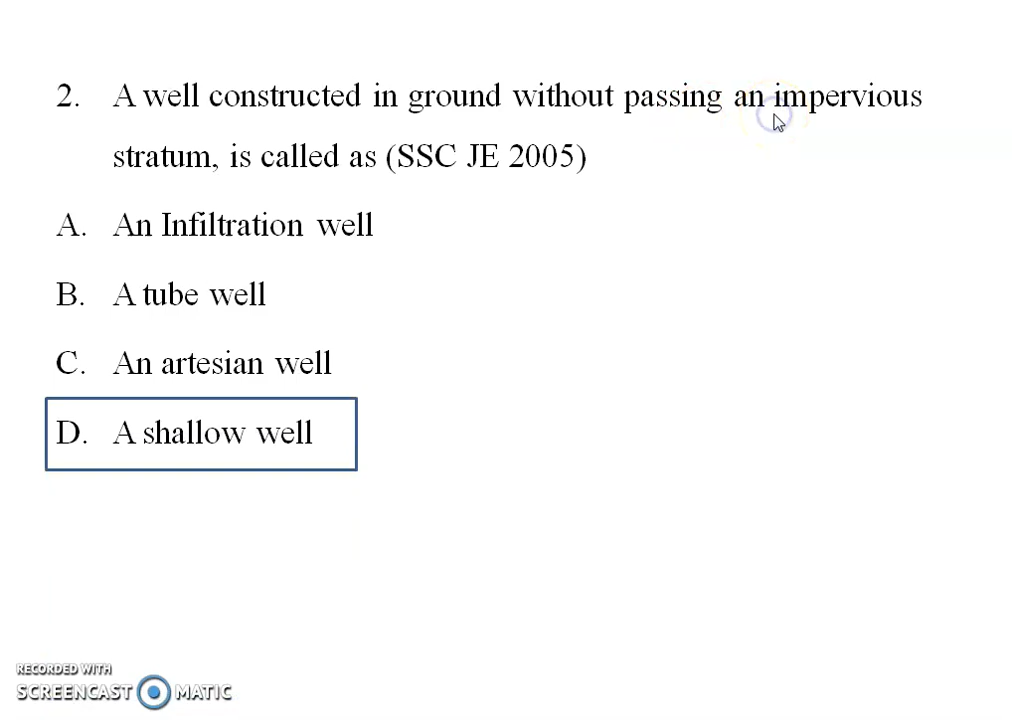 2. A well constructed in ground without passing an impervious
stratum, is called as (SSC JE 2005)
A. An Infiltration well
B. A tube well
C. An artesian well
D. A shallow well
RECORDED WITH
SCREENCAST MATIC